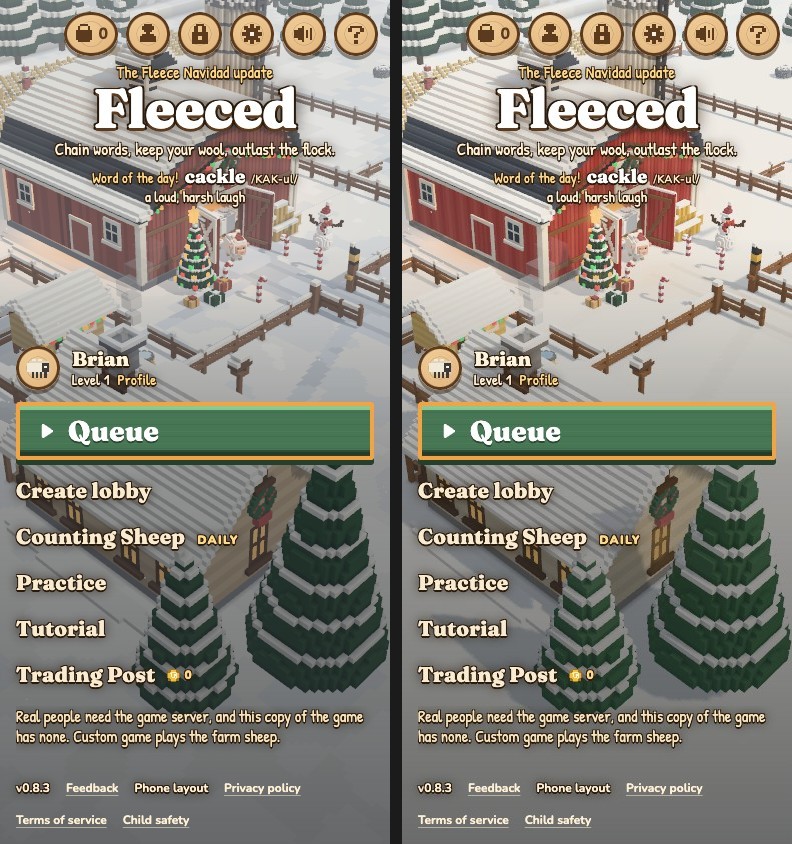 0
The Fleece Navidad update
Fleeced
Chain words, keep your wool, outlast the flock.
Word of the day! cackle /KAK-ul/
a loud, harsh laugh
Brian
Level 1 Profile
Queue
Create lobby
Counting Sheep DAILY
Practice
Tutorial
Trading Post 0
Real people need the game server, and this copy of the game
has none. Custom game plays the farm sheep.
v0.8.3 Feedback Phone layout Privacy policy
Terms of service Child safety
0
The Fleece Navidad update
Fleeced
Chain words, keep your wool, outlast the flock.
Word of the day! cackle /KAK-ul/
a loud, harsh laugh
Brian
Level 1 Profile
Queue
Create lobby
Counting Sheep DAILY
Practice
Tutorial
Trading Post 0
Real people need the game server, and this copy of the game
has none. Custom game plays the farm sheep.
v0.8.3 Feedback Phone layout Privacy policy
Terms of service Child safety